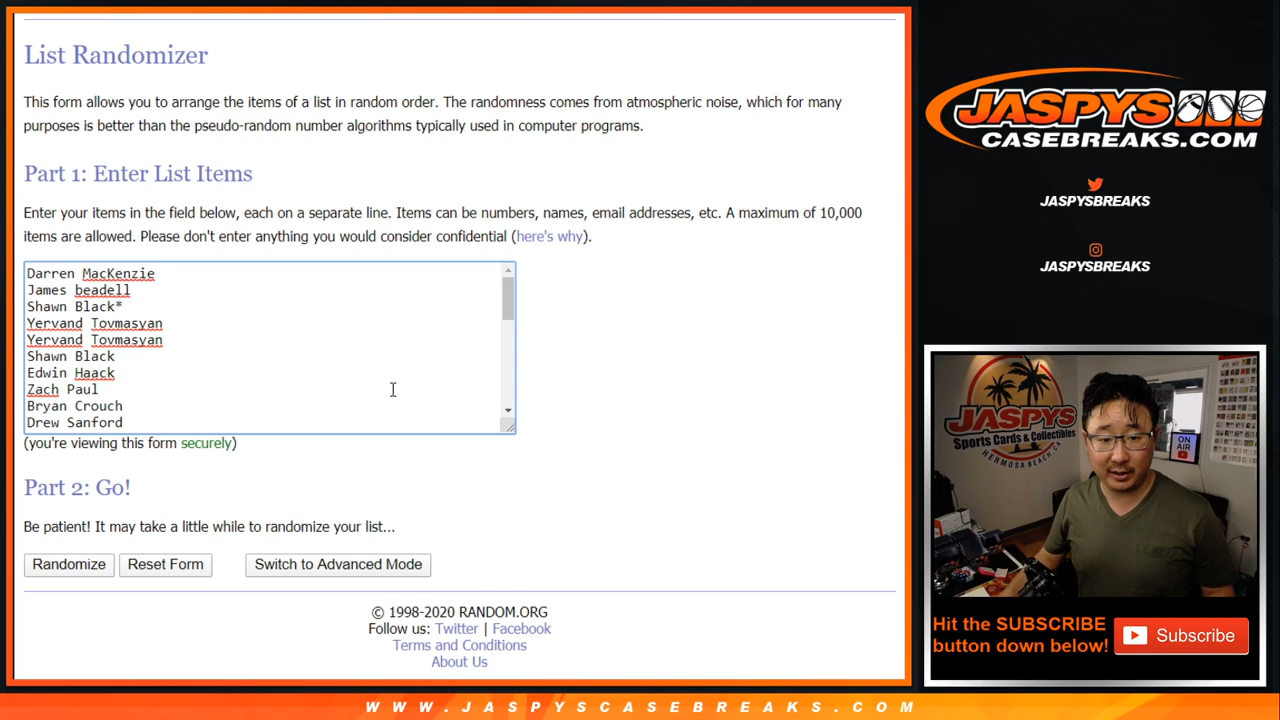 List Randomizer
This form allows you to arrange the items of a list in random order. The randomness comes from atmospheric noise, which for many
purposes is better than the pseudo-random number algorithms typically used in computer programs.
Part 1: Enter List Items
Enter your items in the field below, each on a separate line. Items can be numbers, names, email addresses, etc. A maximum of 10,000
items are allowed. Please don't enter anything you would consider confidential (here's why).
Darren MacKenzie
James beadell
Shawn Black*
Yervand Tovmasyan
Yervand Tovmasyan
Shawn Black
Edwin Haack
Zach Paul
Bryan Crouch
Drew Sanford
(you're viewing this form securely)
Part 2: Go!
Be patient! It may take a little while to randomize your list...
Randomize Reset Form Switch to Advanced Mode
© 1998-2020 RANDOM.ORG
Follow us: Twitter | Facebook
Terms and Conditions
About Us
JASPYS
CASEBREAKS.COM
JASPYSBREAKS
JASPYSBREAKS
JASPYS
Sports Cards & Collectibles
HERMOSA BEACH, CA
ON
AIR
Hit the SUBSCRIBE
button down below!
Subscribe
WWW.JASPYSCASEBREAKS.COM